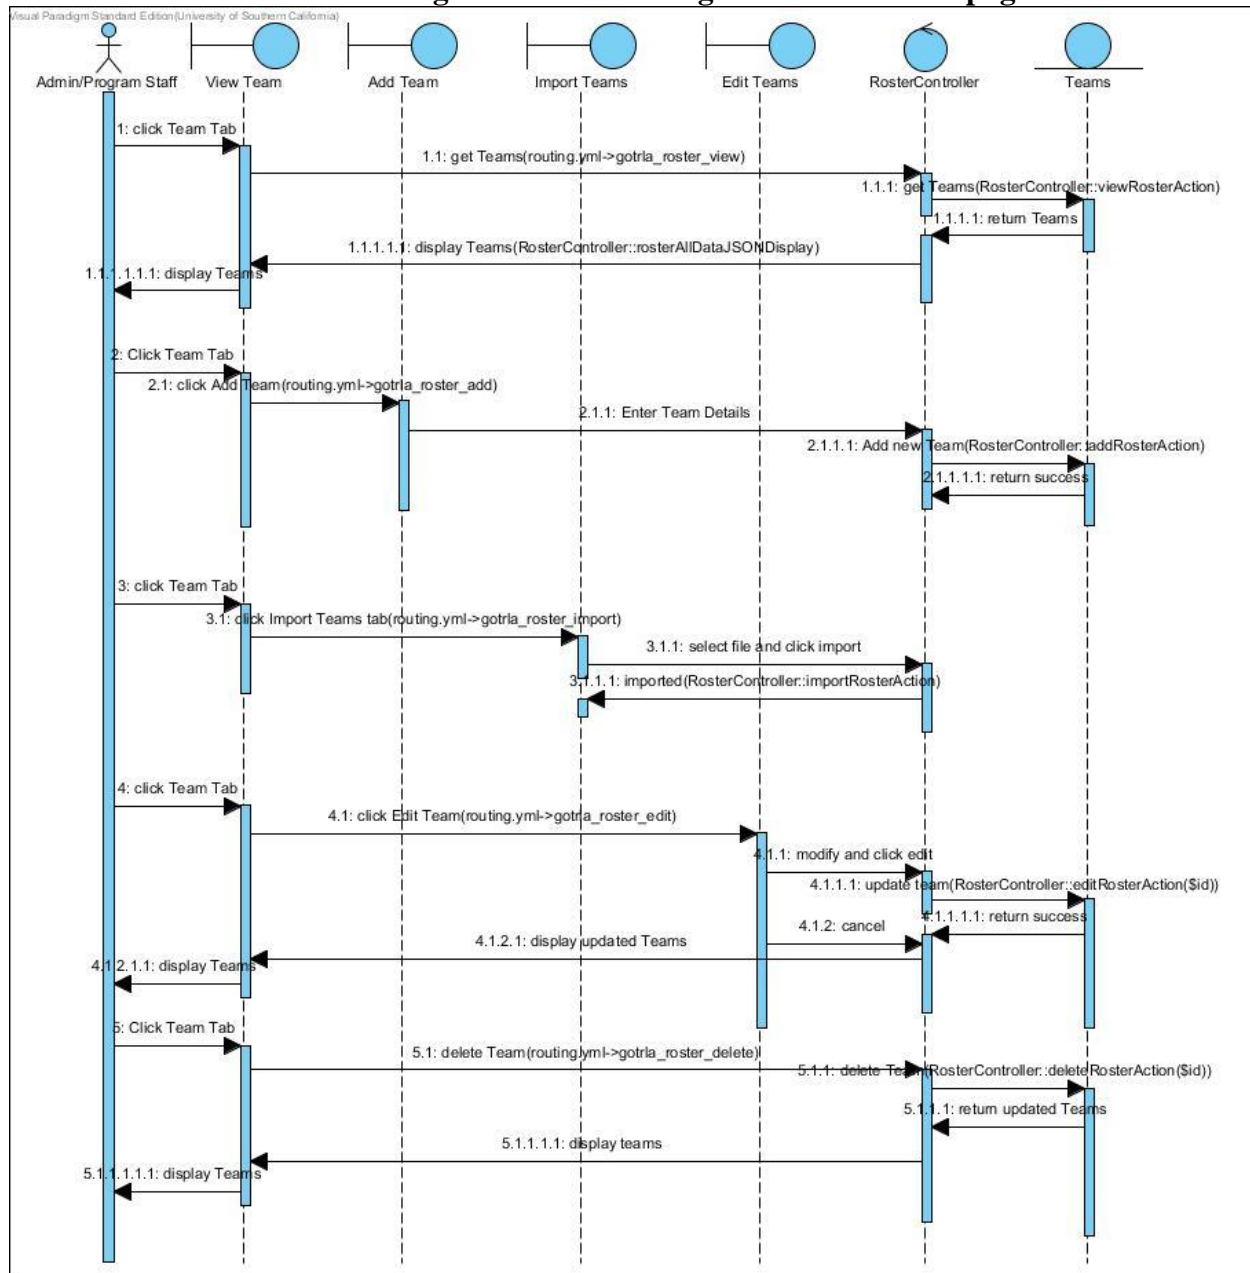 Visual Paradigm Standard Edition(University of Southern California)
Admin/Program Staff
View Team
Add Team
Import Teams
Edit Teams
RosterController
Teams
1: click Team Tab
1.1: get Teams(routing.yml->gotrla_roster_view)
1.1.1: get Teams(RosterController::viewRosterAction)
1.1.1.1: return Teams
1.1.1.1.1: display Teams(RosterController::rosterAllDataJSONDisplay)
1.1.1.1.1.1: display Teams
2: Click Team Tab
2.1: click Add Team(routing.yml->gotrla_roster_add)
2.1.1: Enter Team Details
2.1.1.1: Add new Team(RosterController::addRosterAction)
2.1.1.1.1: return success
3: click Team Tab
3.1: click Import Teams tab(routing.yml->gotrla_roster_import)
3.1.1: select file and click import
3.1.1.1: imported(RosterController::importRosterAction)
4: click Team Tab
4.1: click Edit Team(routing.yml->gotrla_roster_edit)
4.1.1: modify and click edit
4.1.1.1: update team(RosterController::editRosterAction($id))
4.1.1.1.1: return success
4.1.2: cancel
4.1.2.1: display updated Teams
4.1.2.1.1: display Teams
5: Click Team Tab
5.1: delete Team(routing.yml->gotrla_roster_delete)
5.1.1: delete Team(RosterController::deleteRosterAction($id))
5.1.1.1: return updated Teams
5.1.1.1.1: display teams
5.1.1.1.1.1: display Teams